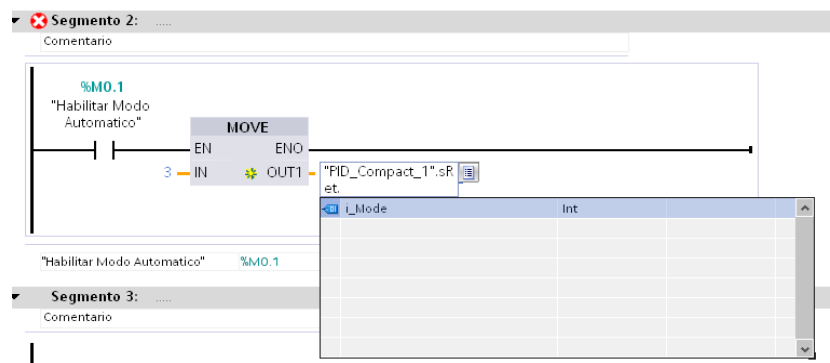 Segmento 2: .....
Comentario
%M0.1
"Habilitar Modo
Automatico"
MOVE
EN ENO
3 IN OUT1 "PID_Compact_1".sR
et.
i_Mode Int
"Habilitar Modo Automatico" %M0.1
Segmento 3: .....
Comentario